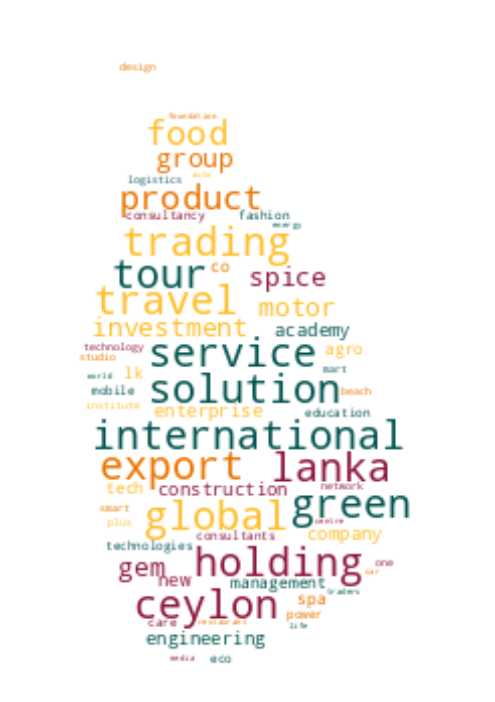 design
foundation
food
group
auto
logistics
product
consultancy fashion
energy
trading
tour co spice
travel motor
investment academy
technology service agro
studio
world lk mart
mobile solution beach
institute enterprise education
international
export lanka
tech construction network
smart global green
plus centre
consultants company
technologies
gem holding one
new car
management
ceylon traders
spa
care restaurant power
life
engineering
media eco